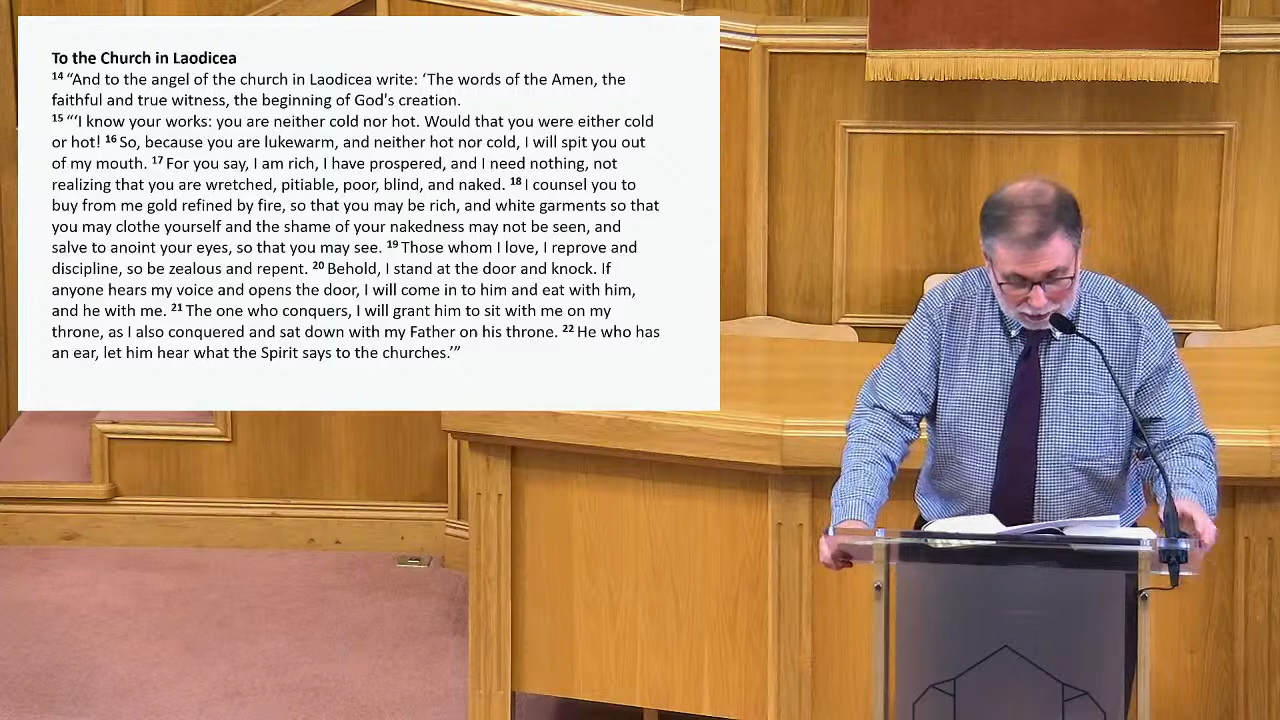 To the Church in Laodicea
14 “And to the angel of the church in Laodicea write: ‘The words of the Amen, the
faithful and true witness, the beginning of God's creation.
15 “‘I know your works: you are neither cold nor hot. Would that you were either cold
or hot! 16 So, because you are lukewarm, and neither hot nor cold, I will spit you out
of my mouth. 17 For you say, I am rich, I have prospered, and I need nothing, not
realizing that you are wretched, pitiable, poor, blind, and naked. 18 I counsel you to
buy from me gold refined by fire, so that you may be rich, and white garments so that
you may clothe yourself and the shame of your nakedness may not be seen, and
salve to anoint your eyes, so that you may see. 19 Those whom I love, I reprove and
discipline, so be zealous and repent. 20 Behold, I stand at the door and knock. If
anyone hears my voice and opens the door, I will come in to him and eat with him,
and he with me. 21 The one who conquers, I will grant him to sit with me on my
throne, as I also conquered and sat down with my Father on his throne. 22 He who has
an ear, let him hear what the Spirit says to the churches.’”